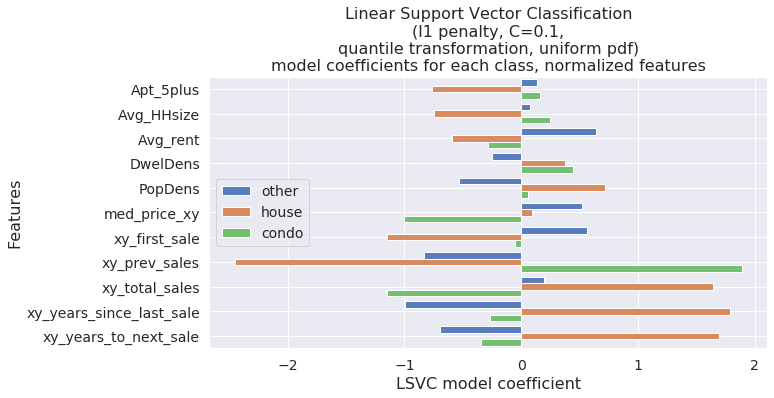 Linear Support Vector Classification
(l1 penalty, C=0.1,
quantile transformation, uniform pdf)
model coefficients for each class, normalized features
Features
Apt_5plus
Avg_HHsize
Avg_rent
DwelDens
PopDens
med_price_xy
xy_first_sale
xy_prev_sales
xy_total_sales
xy_years_since_last_sale
xy_years_to_next_sale
other
house
condo
−2
−1
0
1
2
LSVC model coefficient